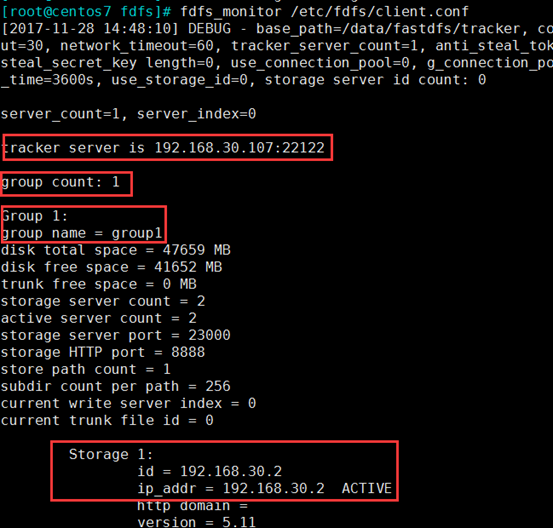 [root@centos7 fdfs]# fdfs_monitor /etc/fdfs/client.conf
[2017-11-28 14:48:10] DEBUG - base_path=/data/fastdfs/tracker, co
ut=30, network_timeout=60, tracker_server_count=1, anti_steal_tok
steal_secret_key length=0, use_connection_pool=0, g_connection_po
_time=3600s, use_storage_id=0, storage server id count: 0
server_count=1, server_index=0
tracker server is 192.168.30.107:22122
group count: 1
Group 1:
group name = group1
disk total space = 47659 MB
disk free space = 41652 MB
trunk free space = 0 MB
storage server count = 2
active server count = 2
storage server port = 23000
storage HTTP port = 8888
store path count = 1
subdir count per path = 256
current write server index = 0
current trunk file id = 0
Storage 1:
id = 192.168.30.2
ip_addr = 192.168.30.2  ACTIVE
http domain =
version = 5.11